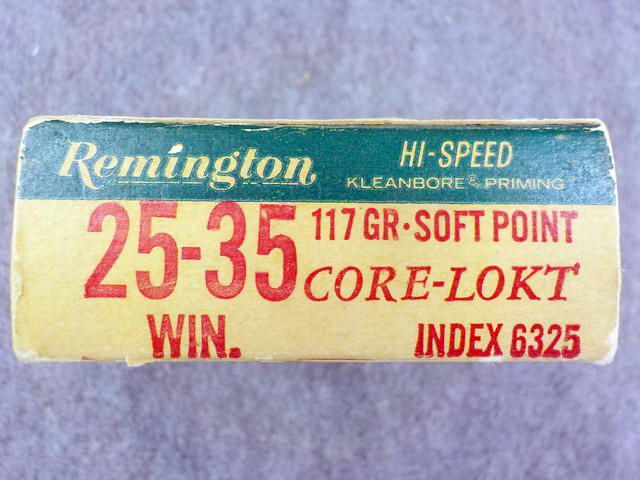 Remington
HI-SPEED
KLEANBORE® PRIMING
25-35
WIN.
117 GR·SOFT POINT
CORE-LOKT
INDEX 6325